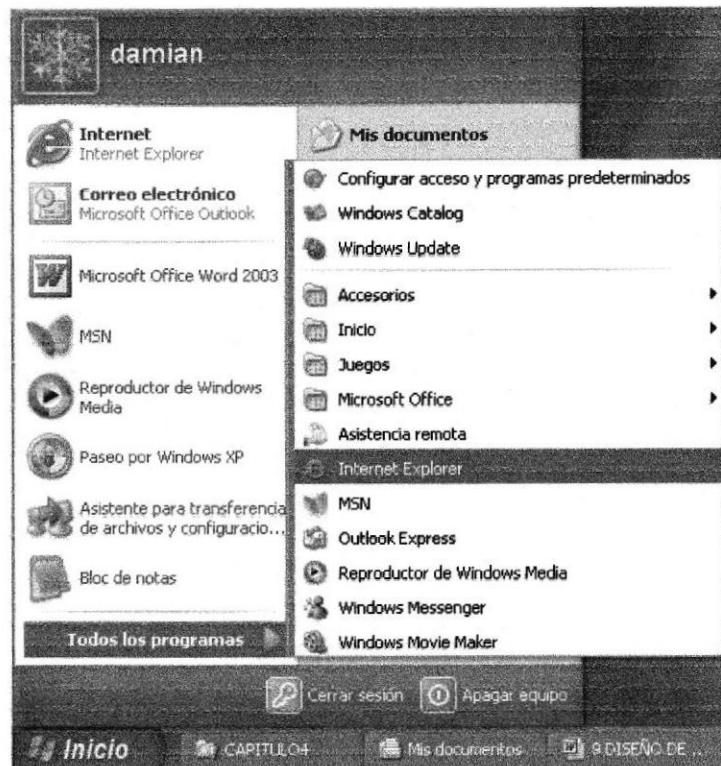 damian
Internet
Internet Explorer
Correo electrónico
Microsoft Office Outlook
Microsoft Office Word 2003
MSN
Reproductor de Windows
Media
Paseo por Windows XP
Asistente para transferencia
de archivos y configuracio...
Bloc de notas
Todos los programas
Mis documentos
Configurar acceso y programas predeterminados
Windows Catalog
Windows Update
Accesorios
Inicio
Juegos
Microsoft Office
Asistencia remota
Internet Explorer
MSN
Outlook Express
Reproductor de Windows Media
Windows Messenger
Windows Movie Maker
Cerrar sesión
Apagar equipo
Inicio
CAPITULO4
Mis documentos
9.DISEÑO DE ...